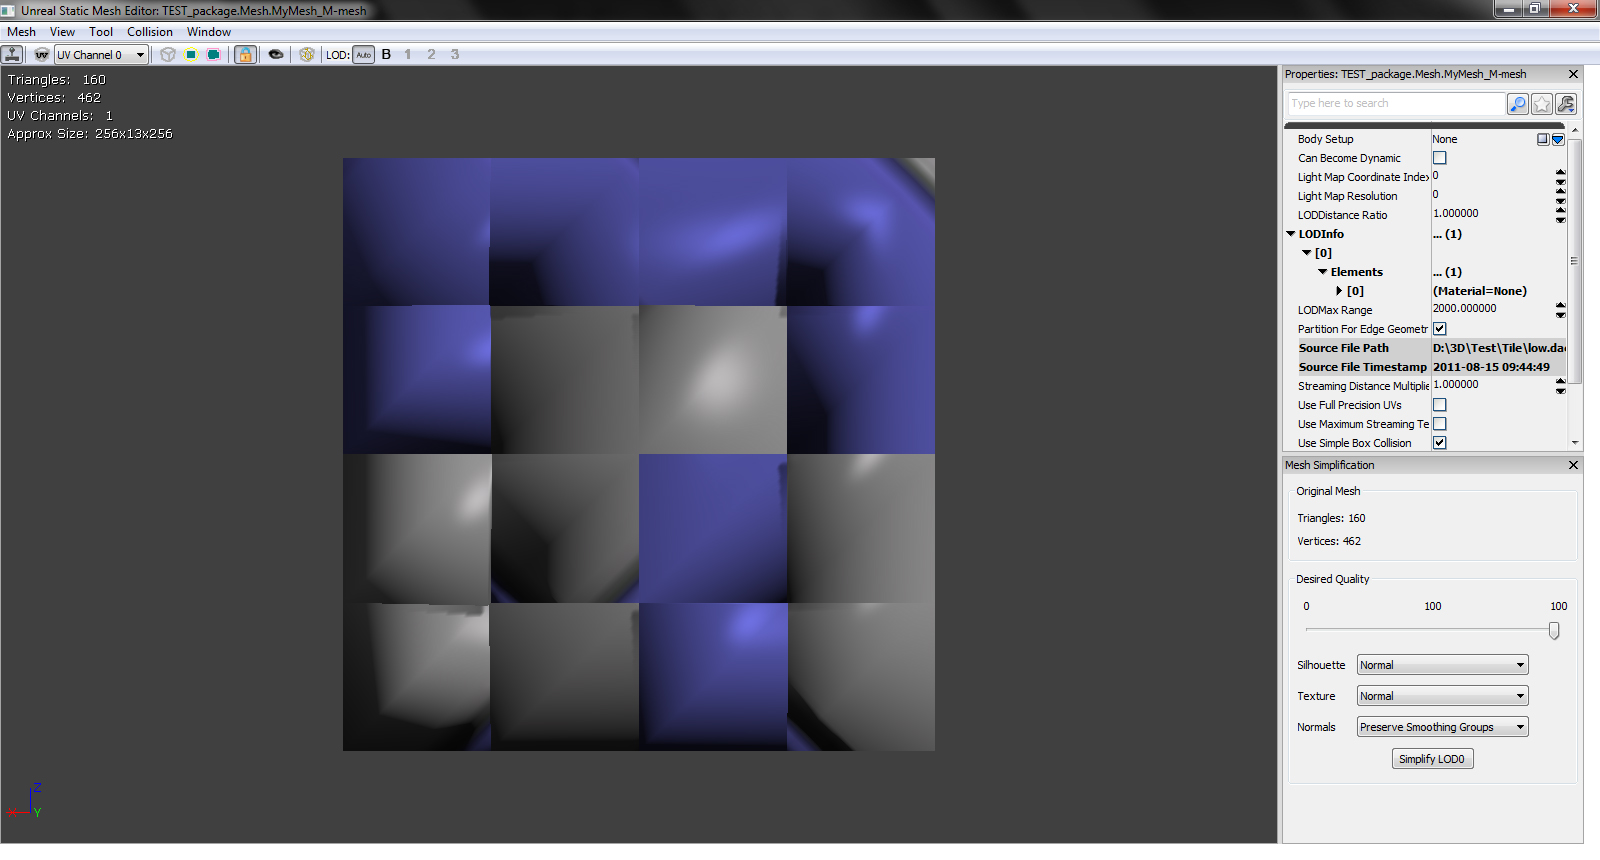 Unreal Static Mesh Editor: TEST_package.Mesh.MyMesh_M-mesh
Mesh View Tool Collision Window
UV UV Channel 0 LOD: Auto B 1 2 3
Triangles: 160
Vertices: 462
UV Channels: 1
Approx Size: 256x13x256
Z
X Y
Properties: TEST_package.Mesh.MyMesh_M-mesh
Type here to search
Body Setup None
Can Become Dynamic
Light Map Coordinate Index 0
Light Map Resolution 0
LODDistance Ratio 1.000000
LODInfo ... (1)
[0]
Elements ... (1)
[0] (Material=None)
LODMax Range 2000.000000
Partition For Edge Geometr
Source File Path D:\3D\Test\Tile\low.dae
Source File Timestamp 2011-08-15 09:44:49
Streaming Distance Multiplie 1.000000
Use Full Precision UVs
Use Maximum Streaming Te
Use Simple Box Collision
Mesh Simplification
Original Mesh
Triangles: 160
Vertices: 462
Desired Quality
0 100 100
Silhouette Normal
Texture Normal
Normals Preserve Smoothing Groups
Simplify LOD0